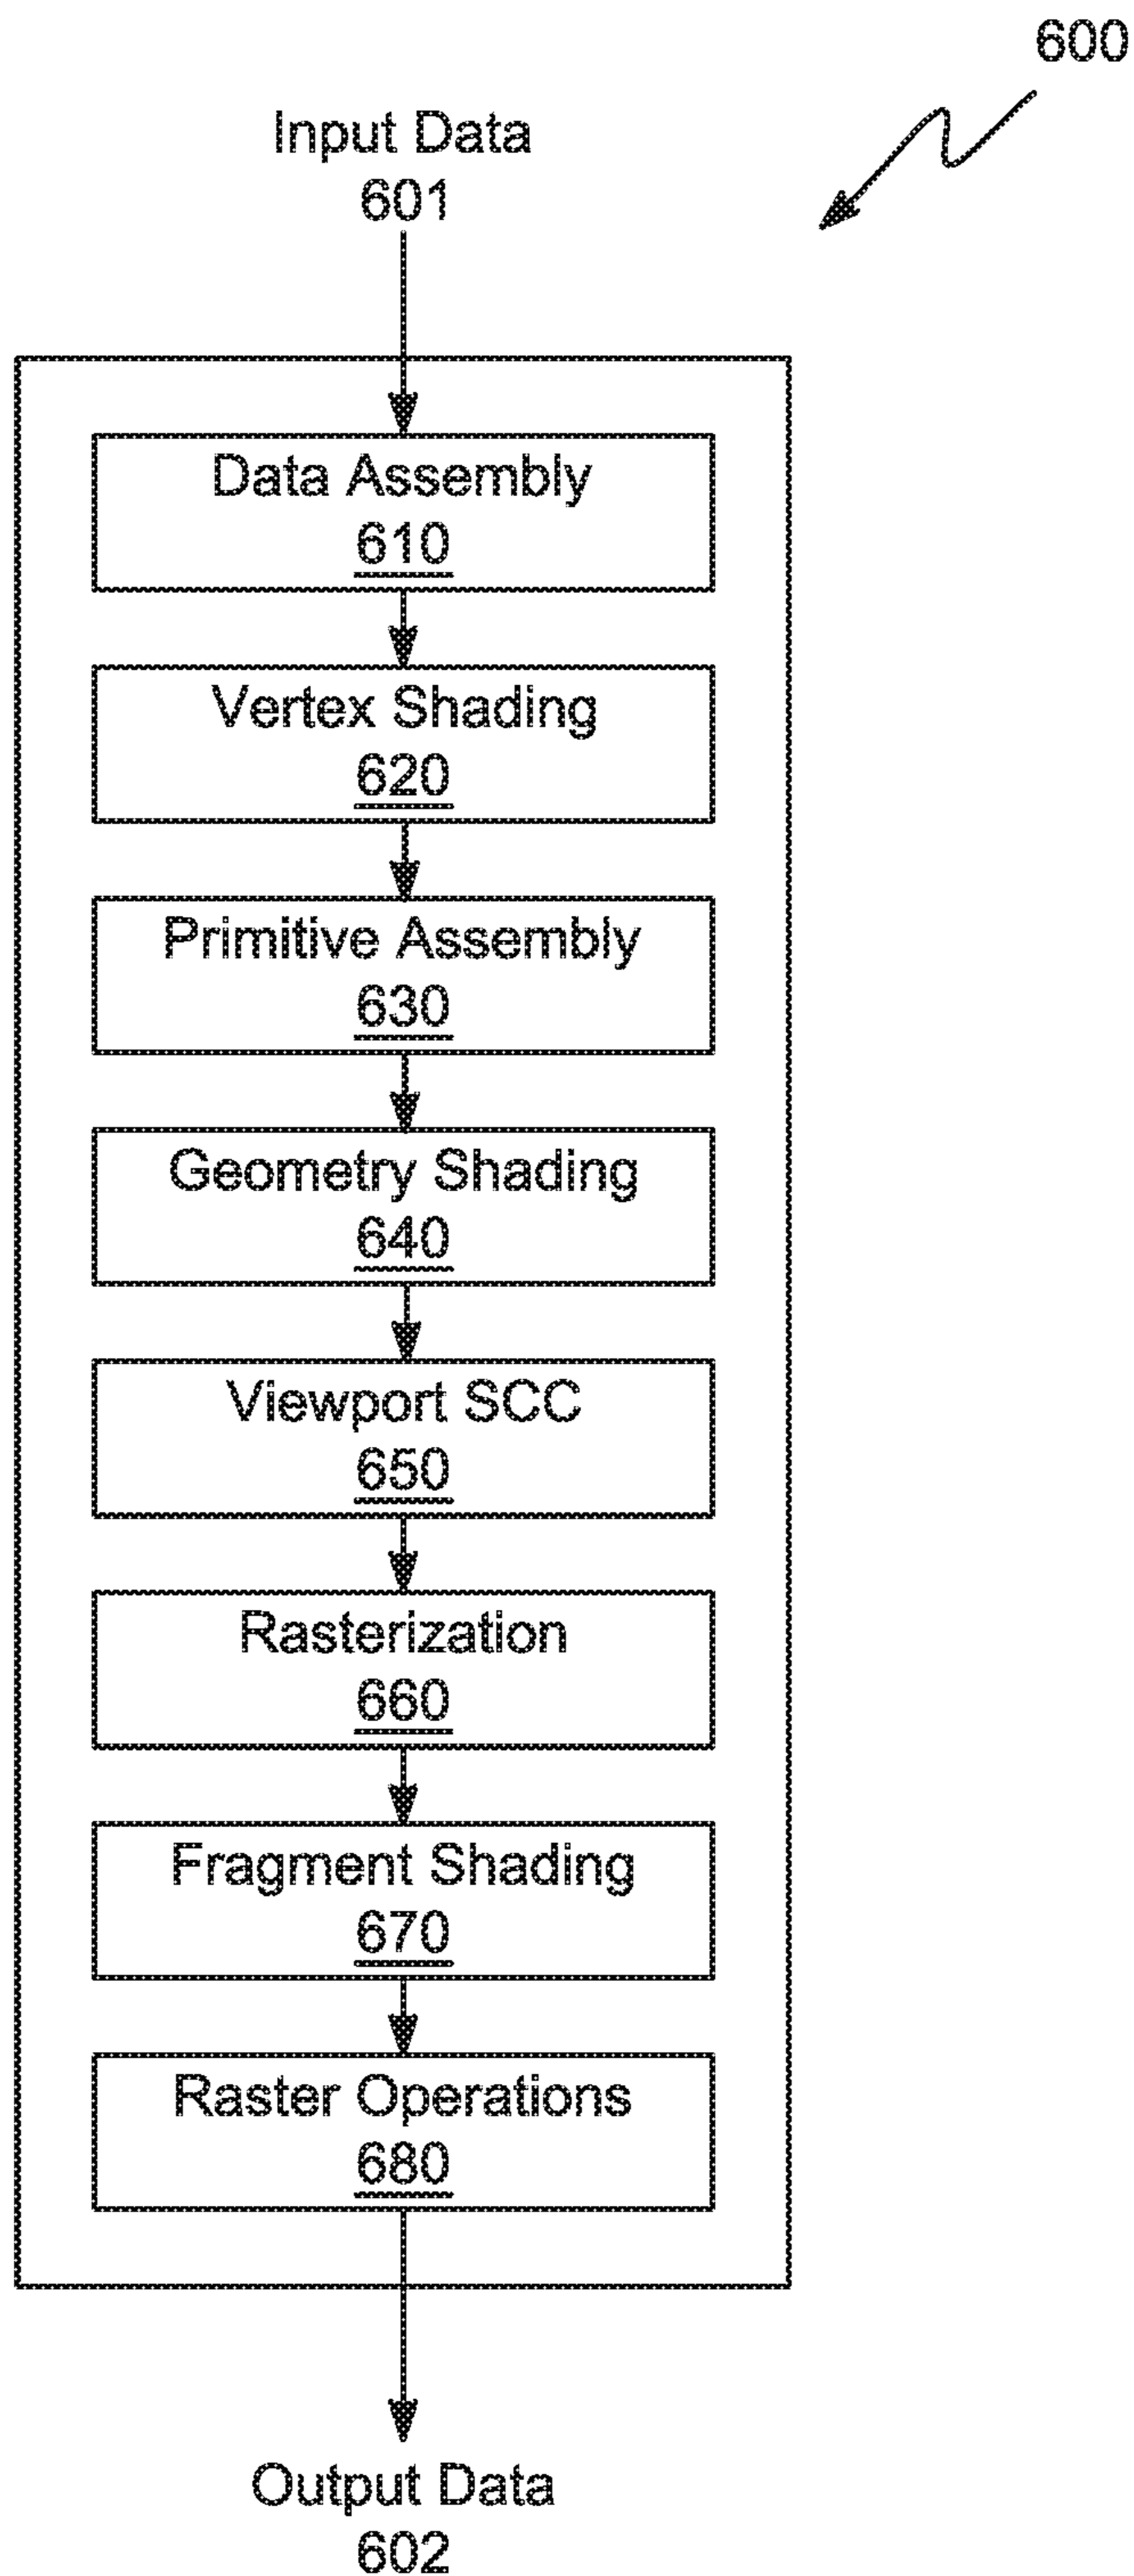 600
Input Data
601
Data Assembly
610
Vertex Shading
620
Primitive Assembly
630
Geometry Shading
640
Viewport SCC
650
Rasterization
660
Fragment Shading
670
Raster Operations
680
Output Data
602